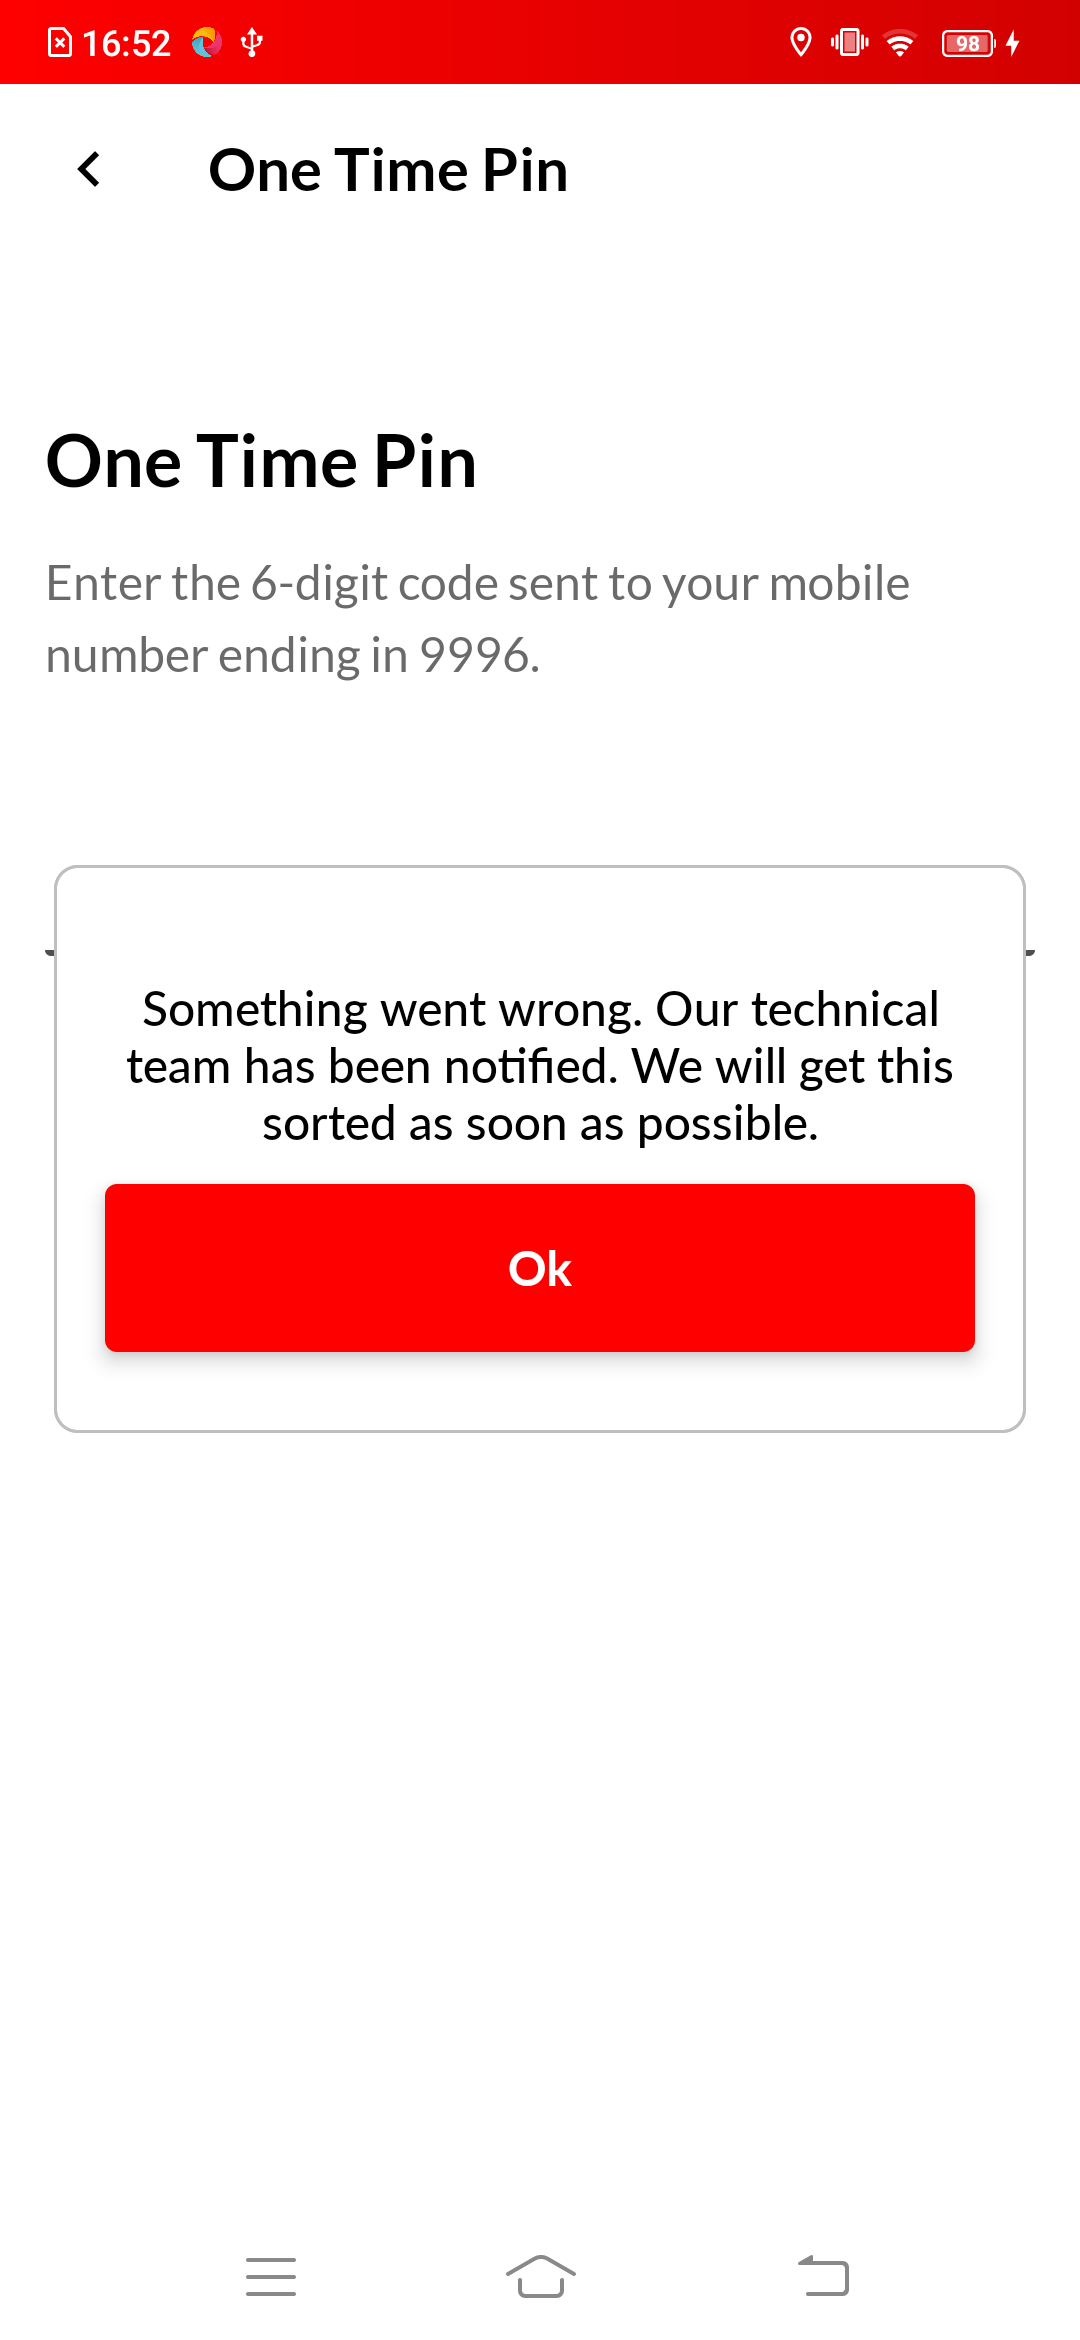 16:52
98
One Time Pin
One Time Pin
Enter the 6-digit code sent to your mobile
number ending in 9996.
Something went wrong. Our technical
team has been notified. We will get this
sorted as soon as possible.
Ok